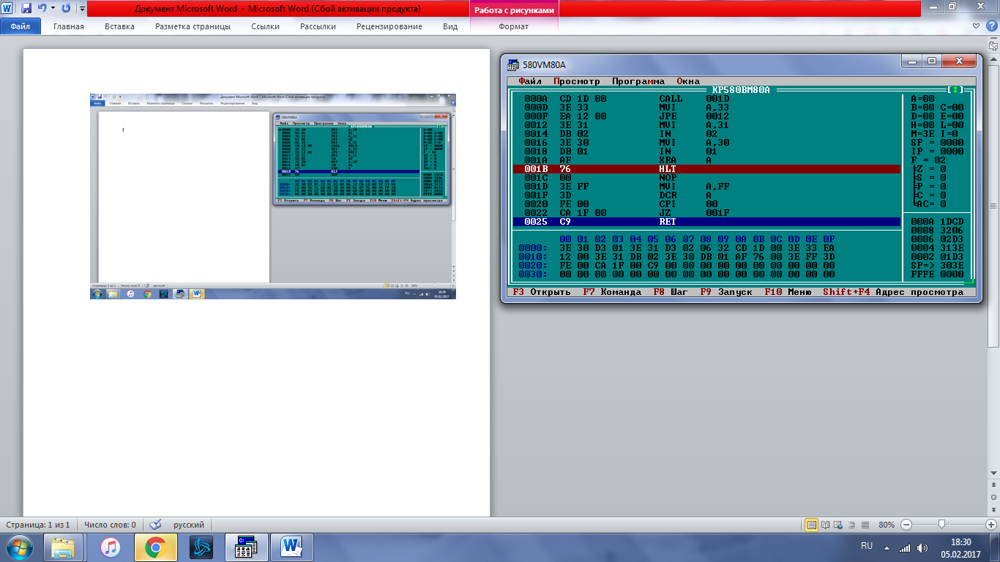 Документ Microsoft Word - Microsoft Word (Сбой активации продукта)
Работа с рисунками
Файл Главная Вставка Разметка страницы Ссылки Рассылки Рецензирование Вид Формат
580VM80A
Файл Просмотр Программа Окна
КР580ВМ80А [↕]
000A CD 1D 00 CALL 001D A=00
000D 3E 33 MVI A,33 B=00 C=00
000F EA 12 00 JPE 0012 D=00 E=00
0012 3E 31 MVI A,31 H=00 L=00
0014 DB 02 IN 02 M=3E I=0
0016 3E 30 MVI A,30 SP = 0000
0018 DB 01 IN 01 IP = 0000
001A AF XRA A F = 02
001B 76 HLT Z = 0
001C 00 NOP S = 0
001D 3E FF MVI A,FF P = 0
001F 3D DCR A C = 0
0020 FE 00 CPI 00 AC= 0
0022 CA 1F 00 JZ 001F
0025 C9 RET 000A 1DCD
0008 3206
00 01 02 03 04 05 06 07 08 09 0A 0B 0C 0D 0E 0F 0006 02D3
0000: 3E 30 D3 01 3E 31 D3 02 06 32 CD 1D 00 3E 33 EA 0004 313E
0010: 12 00 3E 31 DB 02 3E 30 DB 01 AF 76 00 3E FF 3D 0002 01D3
0020: FE 00 CA 1F 00 C9 00 00 00 00 00 00 00 00 00 00 SP=> 303E
0030: 00 00 00 00 00 00 00 00 00 00 00 00 00 00 00 00 FFFE 0000
F3 Открыть F7 Команда F8 Шаг F9 Запуск F10 Меню Shift+F4 Адрес просмотра
Страница: 1 из 1 Число слов: 0 русский 80%
RU 18:30
05.02.2017